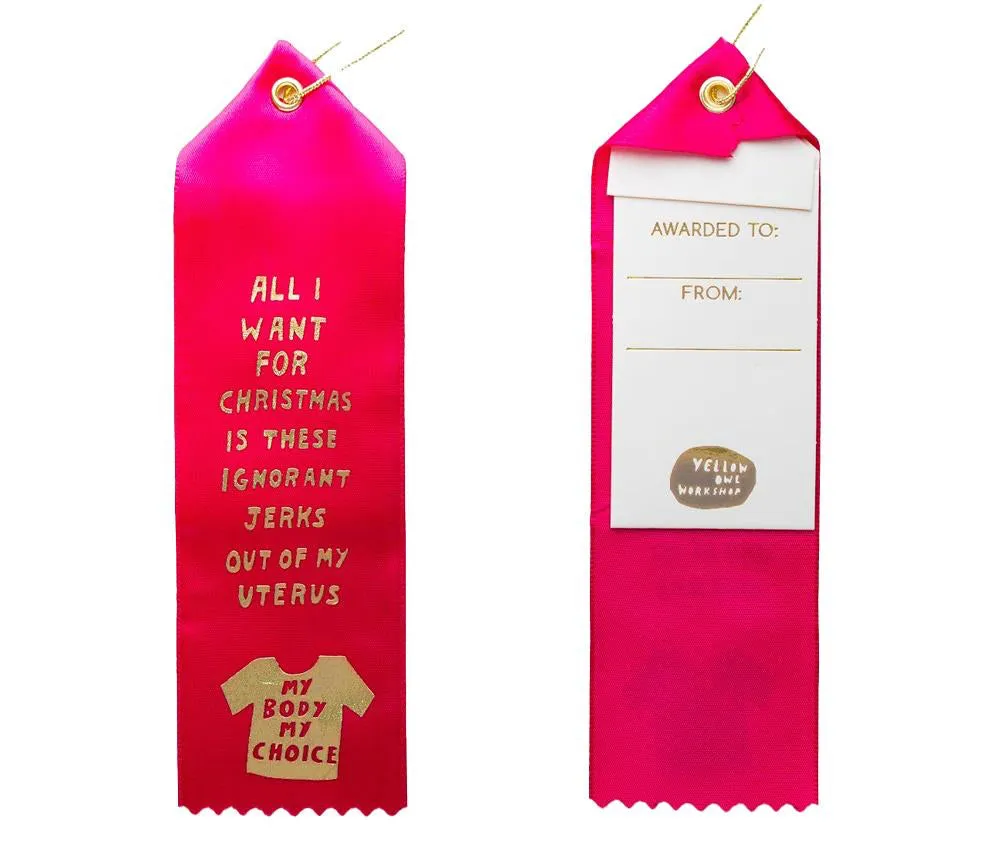 ALL I
WANT
FOR
CHRISTMAS
IS THESE
IGNORANT
JERKS
OUT OF MY
UTERUS
MY
BODY
MY
CHOICE
AWARDED TO:
FROM:
YELLOW
OWL
WORKSHOP